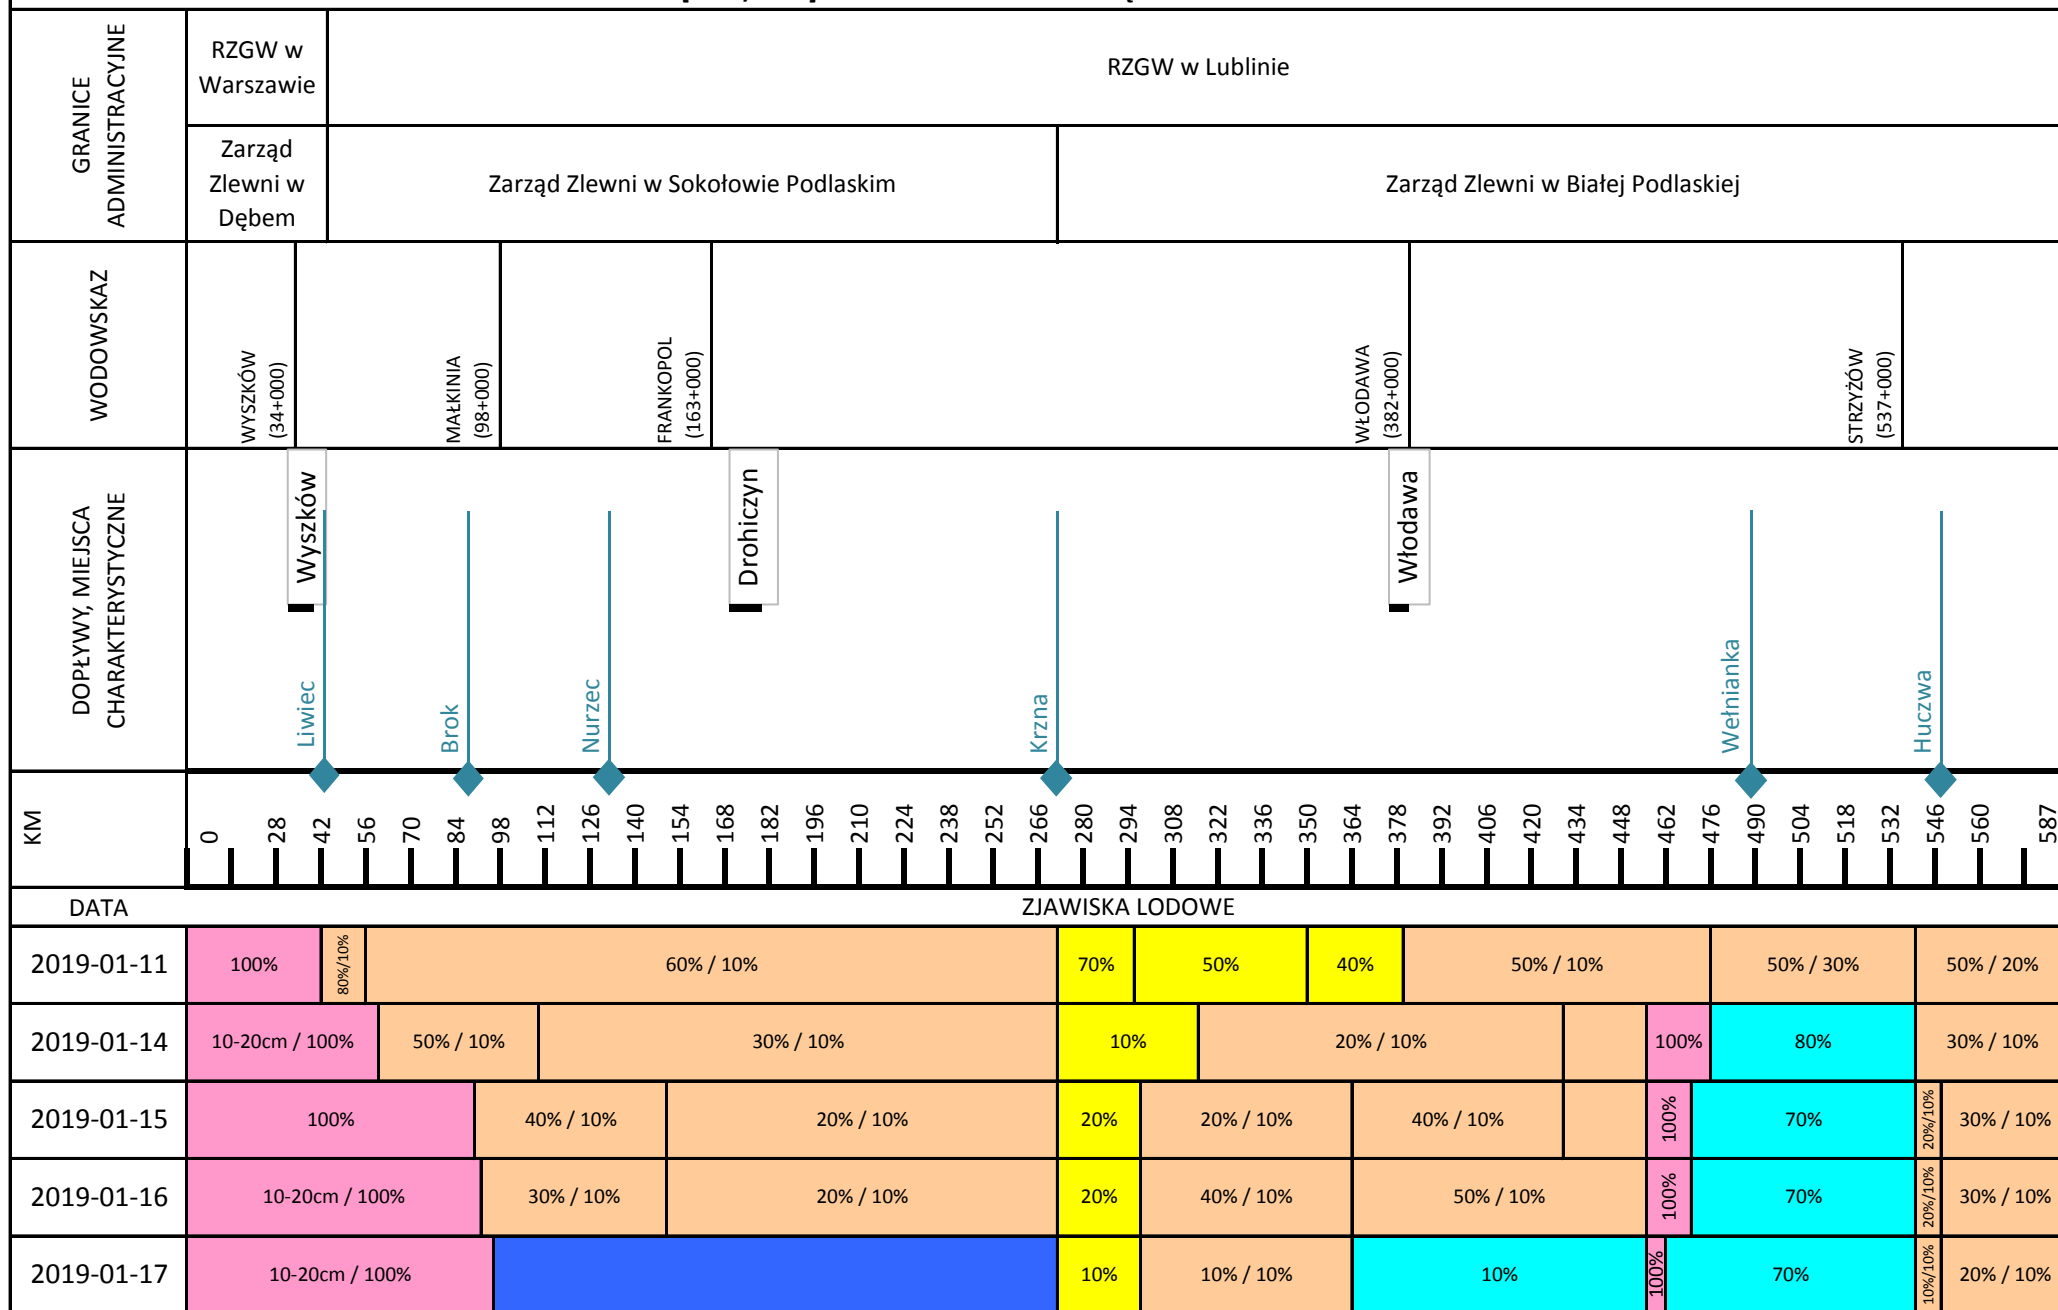 GRANICE
ADMINISTRACYJNE
RZGW w
Warszawie
RZGW w Lublinie
Zarząd
Zlewni w
Dębem
Zarząd Zlewni w Sokołowie Podlaskim
Zarząd Zlewni w Białej Podlaskiej
WODOWSKAZ
WYSZKÓW
(34+000)
MAŁKINIA
(98+000)
FRANKOPOL
(163+000)
WŁODAWA
(382+000)
STRZYŻÓW
(537+000)
DOPŁYWY, MIEJSCA
CHARAKTERYSTYCZNE
Wyszków
Drohiczyn
Włodawa
Liwiec
Brok
Nurzec
Krzna
Wełnianka
Huczwa
KM
0 28 42 56 70 84 98 112 126 140 154 168 182 196 210 224 238 252 266 280 294 308 322 336 350 364 378 392 406 420 434 448 462 476 490 504 518 532 546 560 587
DATA ZJAWISKA LODOWE
2019-01-11 100% 80%/10% 60% / 10% 70% 50% 40% 50% / 10% 50% / 30% 50% / 20%
2019-01-14 10-20cm / 100% 50% / 10% 30% / 10% 10% 20% / 10% 100% 80% 30% / 10%
2019-01-15 100% 40% / 10% 20% / 10% 20% 20% / 10% 40% / 10% 100% 70% 20%/10% 30% / 10%
2019-01-16 10-20cm / 100% 30% / 10% 20% / 10% 20% 40% / 10% 50% / 10% 100% 70% 20%/10% 30% / 10%
2019-01-17 10-20cm / 100% 10% 10% / 10% 10% 100% 70% 10%/10% 20% / 10%